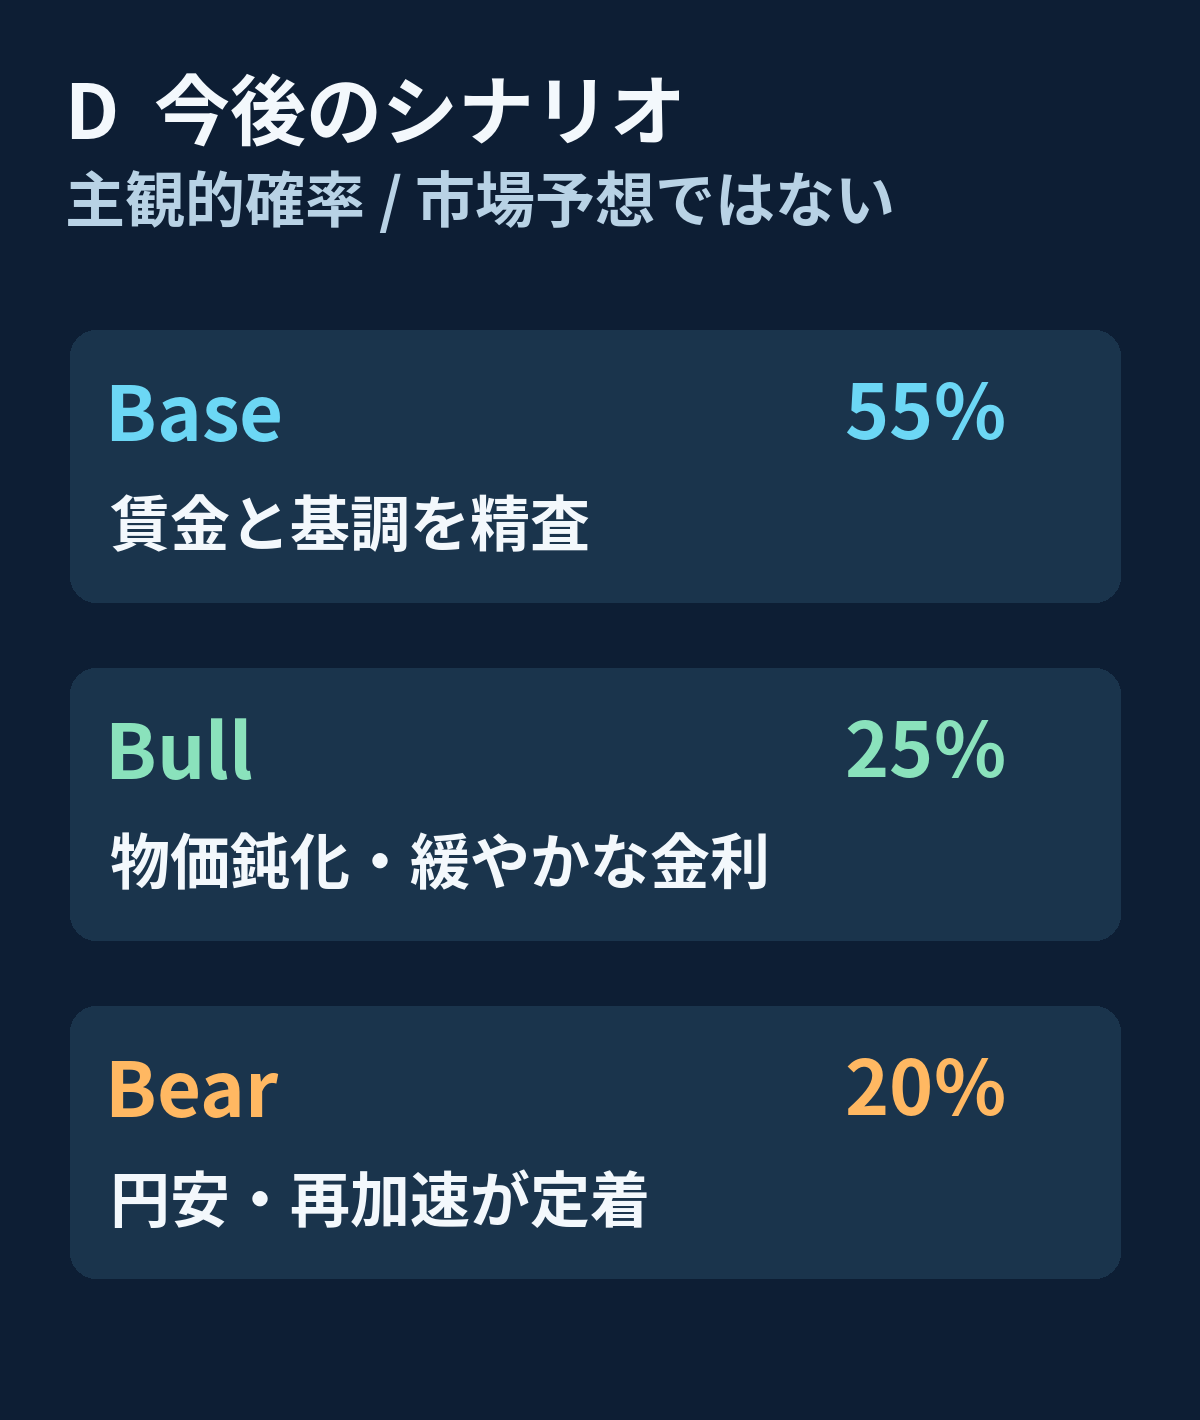 D 今後のシナリオ
主観的確率 / 市場予想ではない
Base 55%
賃金と基調を精査
Bull 25%
物価鈍化・緩やかな金利
Bear 20%
円安・再加速が定着